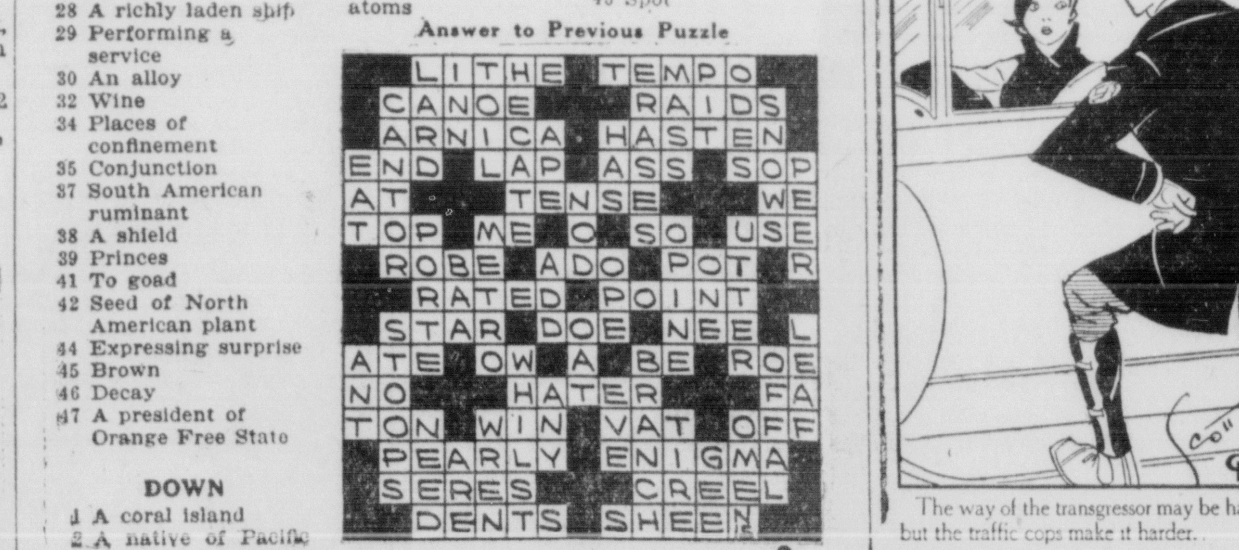 28 A richly laden ship
29 Performing a
service
30 An alloy
32 Wine
34 Places of
confinement
35 Conjunction
37 South American
ruminant
38 A shield
39 Princes
41 To goad
42 Seed of North
American plant
44 Expressing surprise
45 Brown
46 Decay
47 A president of
Orange Free State
DOWN
1 A coral island
2 A native of Pacific
atoms
Spot
Answer to Previous Puzzle
LITHE TEMPO
CANOE RAIDS
ARNICA HASTEN
END LAP ASS SOP
AT TENSE WE
TOP ME O SO USE
ROBE ADO POT R
RATED POINT
STAR DOE NEE L
ATE OW A BE ROE
NO HATER FA
TON WIN VAT OFF
PEARLY ENIGMA
SERES CREEL
DENTS SHEEN
15
The way of the transgressor may be
but the traffic cops make it harder.